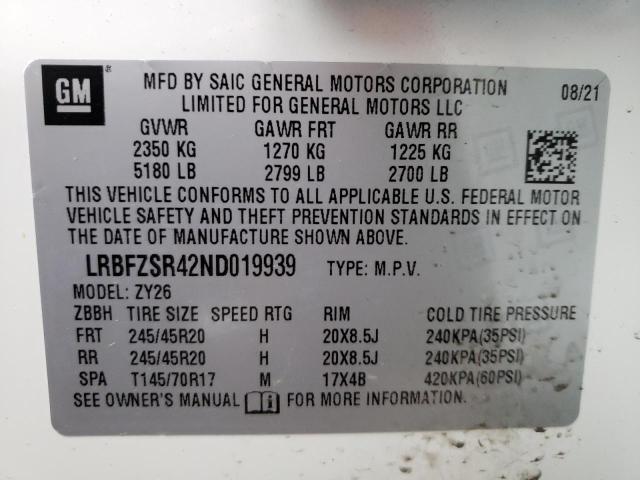 GM ®
MFD BY SAIC GENERAL MOTORS CORPORATION 08/21
LIMITED FOR GENERAL MOTORS LLC
GVWR GAWR FRT GAWR RR
2350 KG 1270 KG 1225 KG
5180 LB 2799 LB 2700 LB
THIS VEHICLE CONFORMS TO ALL APPLICABLE U.S. FEDERAL MOTOR
VEHICLE SAFETY AND THEFT PREVENTION STANDARDS IN EFFECT ON
THE DATE OF MANUFACTURE SHOWN ABOVE.
LRBFZSR42ND019939 TYPE: M.P.V.
MODEL: ZY26
ZBBH TIRE SIZE SPEED RTG RIM COLD TIRE PRESSURE
FRT 245/45R20 H 20X8.5J 240KPA(35PSI)
RR 245/45R20 H 20X8.5J 240KPA(35PSI)
SPA T145/70R17 M 17X4B 420KPA(60PSI)
SEE OWNER'S MANUAL FOR MORE INFORMATION.